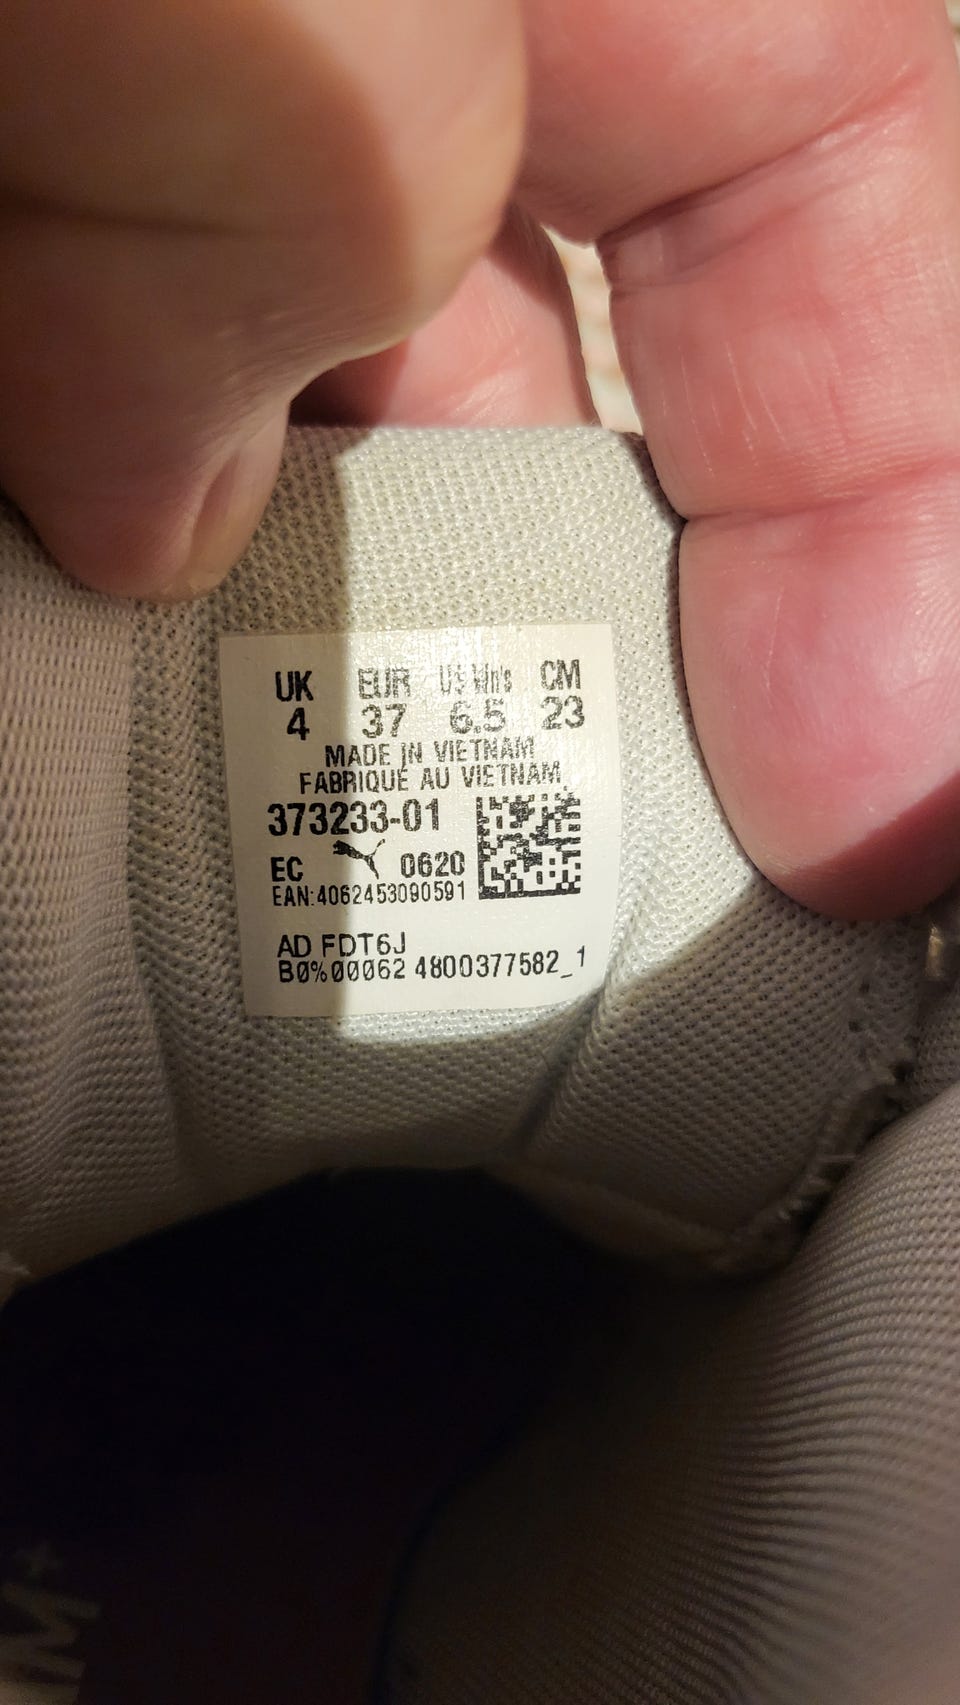 UK EUR US Wn's CM
4 37 6.5 23
MADE IN VIETNAM
FABRIQUE AU VIETNAM
373233-01
EC 0620
EAN:4062453090591
AD FDT6J
B0%00062 4800377582_1